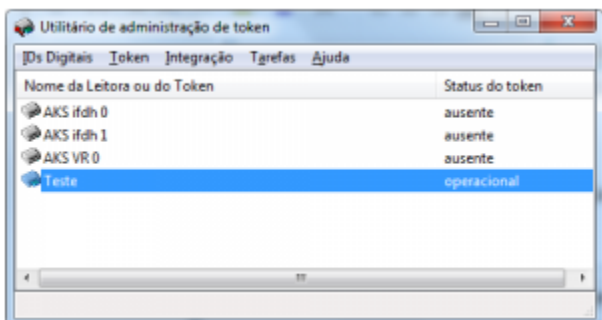 Utilitário de administração de token
IDs Digitais Token Integração Tarefas Ajuda
Nome da Leitora ou do Token Status do token
AKS ifdh 0 ausente
AKS ifdh 1 ausente
AKS VR 0 ausente
Teste operacional